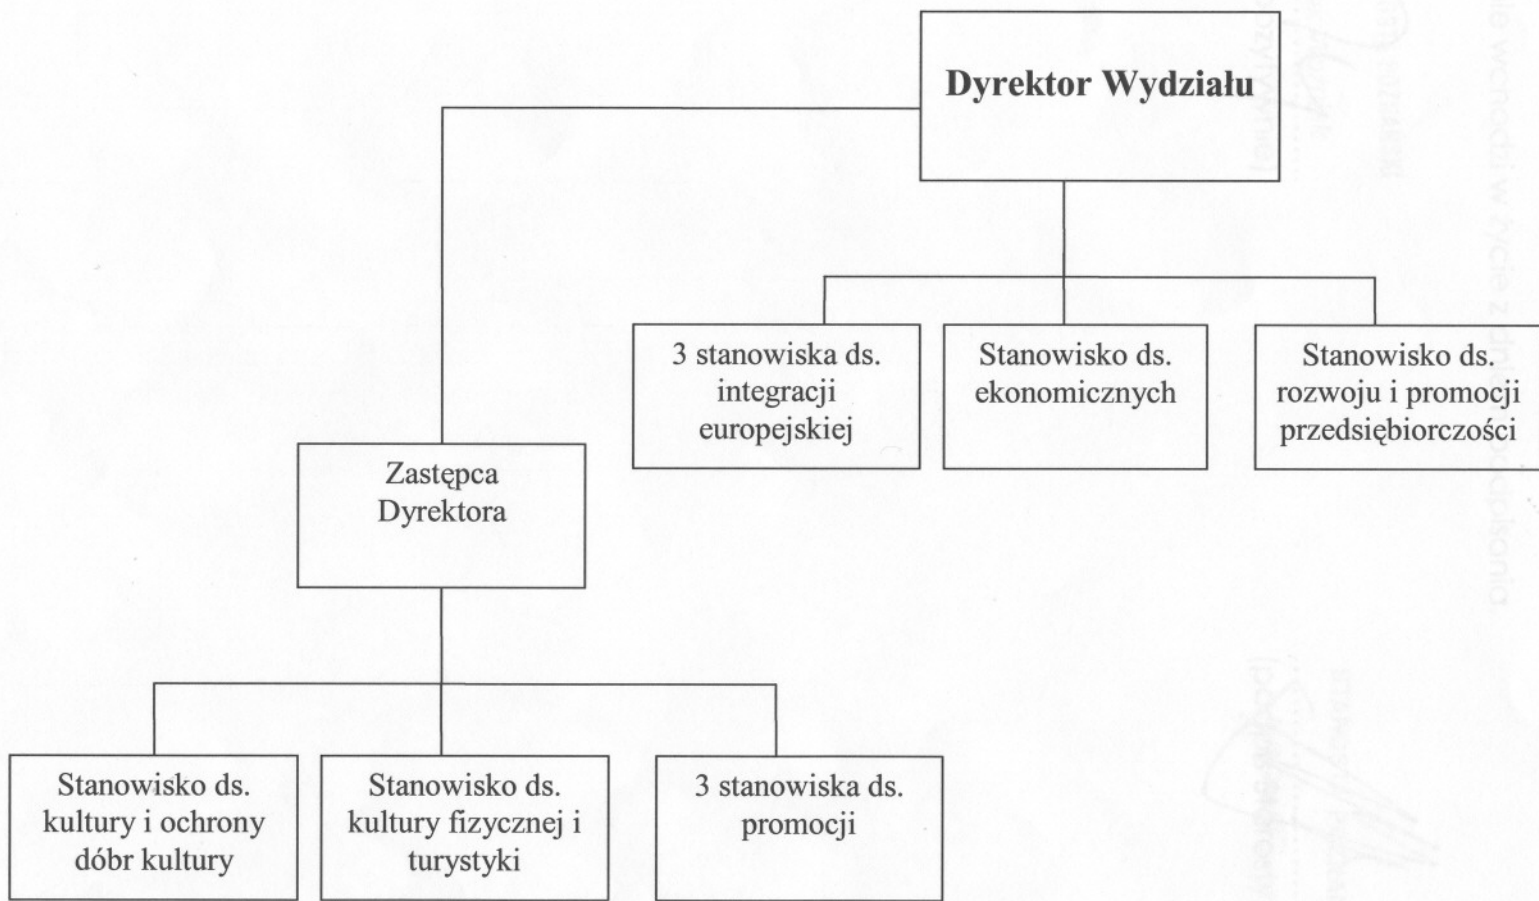 Dyrektor Wydziału
3 stanowiska ds.
integracji
europejskiej
Stanowisko ds.
ekonomicznych
Stanowisko ds.
rozwoju i promocji
przedsiębiorczości
Zastępca
Dyrektora
Stanowisko ds.
kultury i ochrony
dóbr kultury
Stanowisko ds.
kultury fizycznej i
turystyki
3 stanowiska ds.
promocji